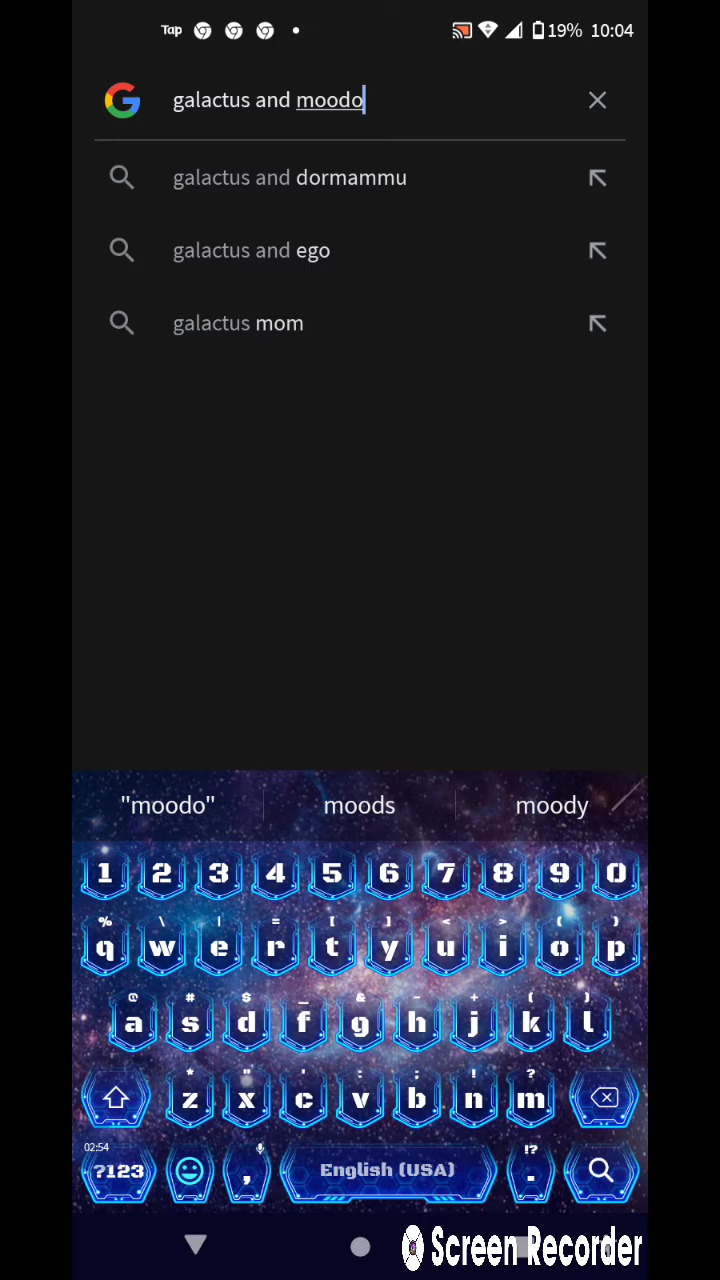 Tap 19% 10:04
galactus and moodo
galactus and dormammu
galactus and ego
galactus mom
"moodo" moods moody
1 2 3 4 5 6 7 8 9 0
% \ | = [ ] < > { }
q w e r t y u i o p
@ # $ _ & - + ( )
a s d f g h j k l
* " ' : ; ! ?
z x c v b n m
02:54 !?
?123 , English (USA) .
Screen Recorder